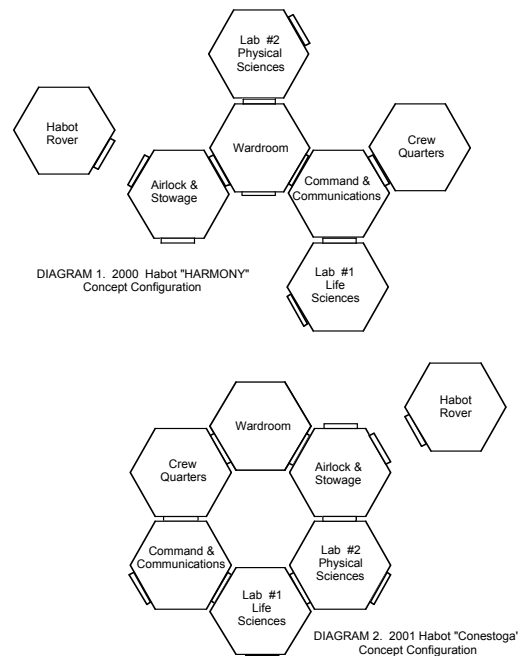 Lab #2
Physical
Sciences
Habot
Rover
Wardroom
Crew
Quarters
Airlock &
Stowage
Command &
Communications
DIAGRAM 1. 2000 Habot "HARMONY"
Concept Configuration
Lab #1
Life
Sciences
Habot
Rover
Wardroom
Crew
Quarters
Airlock &
Stowage
Command &
Communications
Lab #2
Physical
Sciences
Lab #1
Life
Sciences
DIAGRAM 2. 2001 Habot "Conestoga'
Concept Configuration